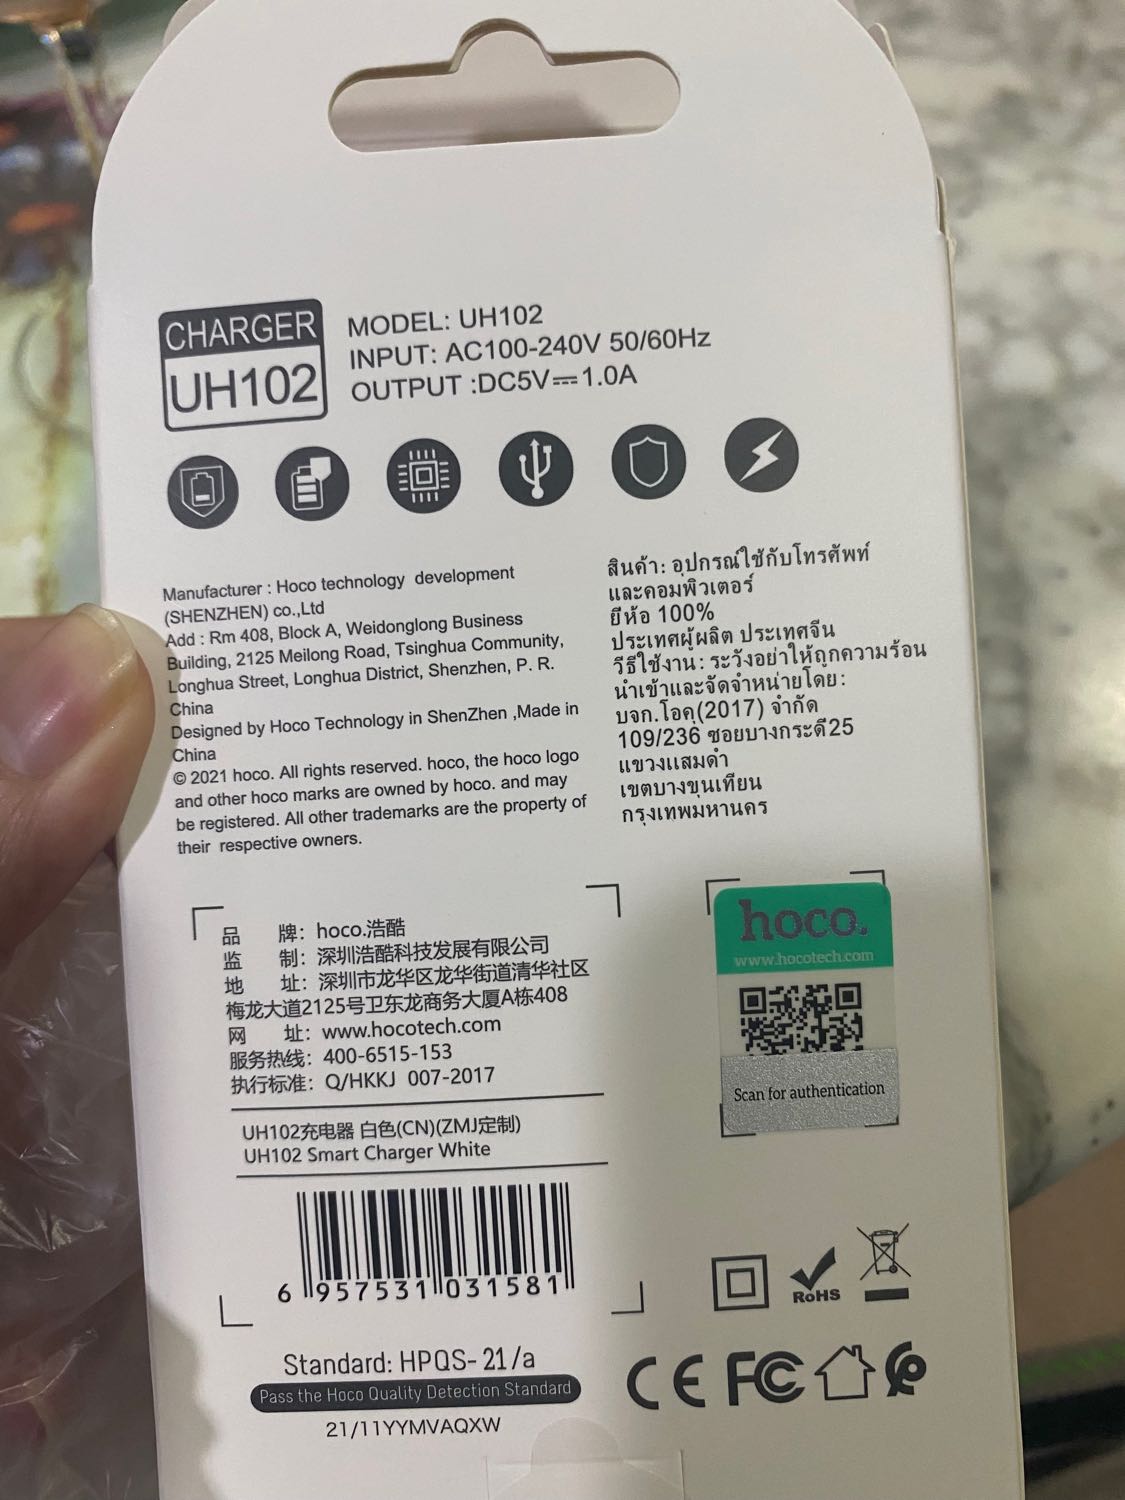 CHARGER
UH102
MODEL: UH102
INPUT: AC100-240V 50/60Hz
OUTPUT :DC5V⎓1.0A
Manufacturer : Hoco technology development
(SHENZHEN) co.,Ltd
Add : Rm 408, Block A, Weidonglong Business
Building, 2125 Meilong Road, Tsinghua Community,
Longhua Street, Longhua District, Shenzhen, P. R.
China
Designed by Hoco Technology in ShenZhen ,Made in
China
© 2021 hoco. All rights reserved. hoco, the hoco logo
and other hoco marks are owned by hoco. and may
be registered. All other trademarks are the property of
their respective owners.
สินค้า: อุปกรณ์ใช้กับโทรศัพท์
และคอมพิวเตอร์
ยี่ห้อ 100%
ประเทศผู้ผลิต ประเทศจีน
วีธีใช้งาน: ระวังอย่าให้ถูกความร้อน
นำเข้าและจัดจำหน่ายโดย:
บจก.โฮคุ(2017) จำกัด
109/236 ซอยบางกระดี่25
แขวงแสมดำ
เขตบางขุนเทียน
กรุงเทพมหานคร
品 牌: hoco.浩酷
监 制: 深圳浩酷科技发展有限公司
地 址: 深圳市龙华区龙华街道清华社区
梅龙大道2125号卫东龙商务大厦A栋408
网 址: www.hocotech.com
服务热线: 400-6515-153
执行标准: Q/HKKJ 007-2017
UH102充电器 白色(CN)(ZMJ定制)
UH102 Smart Charger White
6 957531 031581
hoco.
www.hocotech.com
Scan for authentication
RoHS
Standard: HPQS-21/a
Pass the Hoco Quality Detection Standard
21/11YYMVAQXW
CE FC